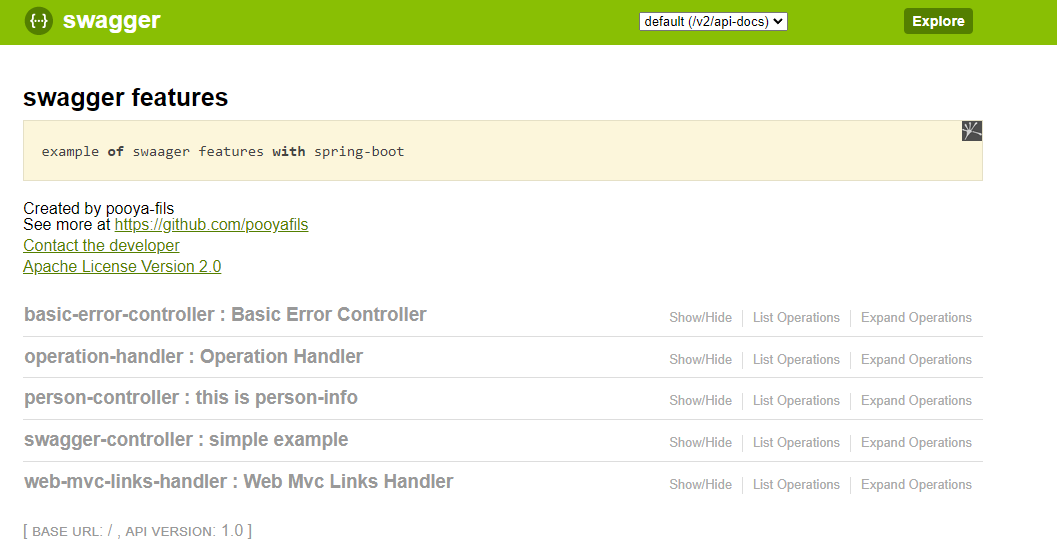 {···} swagger default (/v2/api-docs) Explore
swagger features
example of swaager features with spring-boot
Created by pooya-fils
See more at https://github.com/pooyafils
Contact the developer
Apache License Version 2.0
basic-error-controller : Basic Error Controller Show/Hide List Operations Expand Operations
operation-handler : Operation Handler Show/Hide List Operations Expand Operations
person-controller : this is person-info Show/Hide List Operations Expand Operations
swagger-controller : simple example Show/Hide List Operations Expand Operations
web-mvc-links-handler : Web Mvc Links Handler Show/Hide List Operations Expand Operations
[ BASE URL: / , API VERSION: 1.0 ]